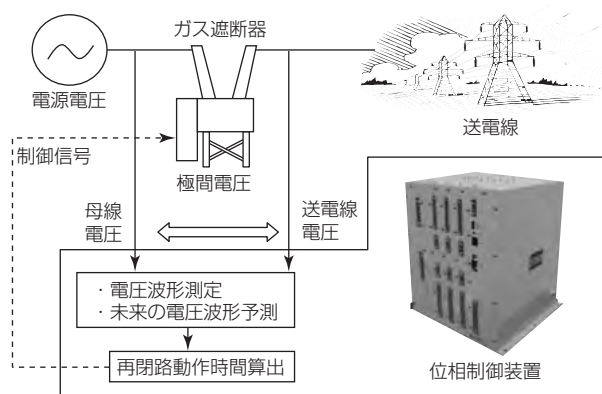 ガス遮断器
電源電圧
送電線
制御信号
極間電圧
母線
電圧
送電線
電圧
・電圧波形測定
・未来の電圧波形予測
再閉路動作時間算出
位相制御装置